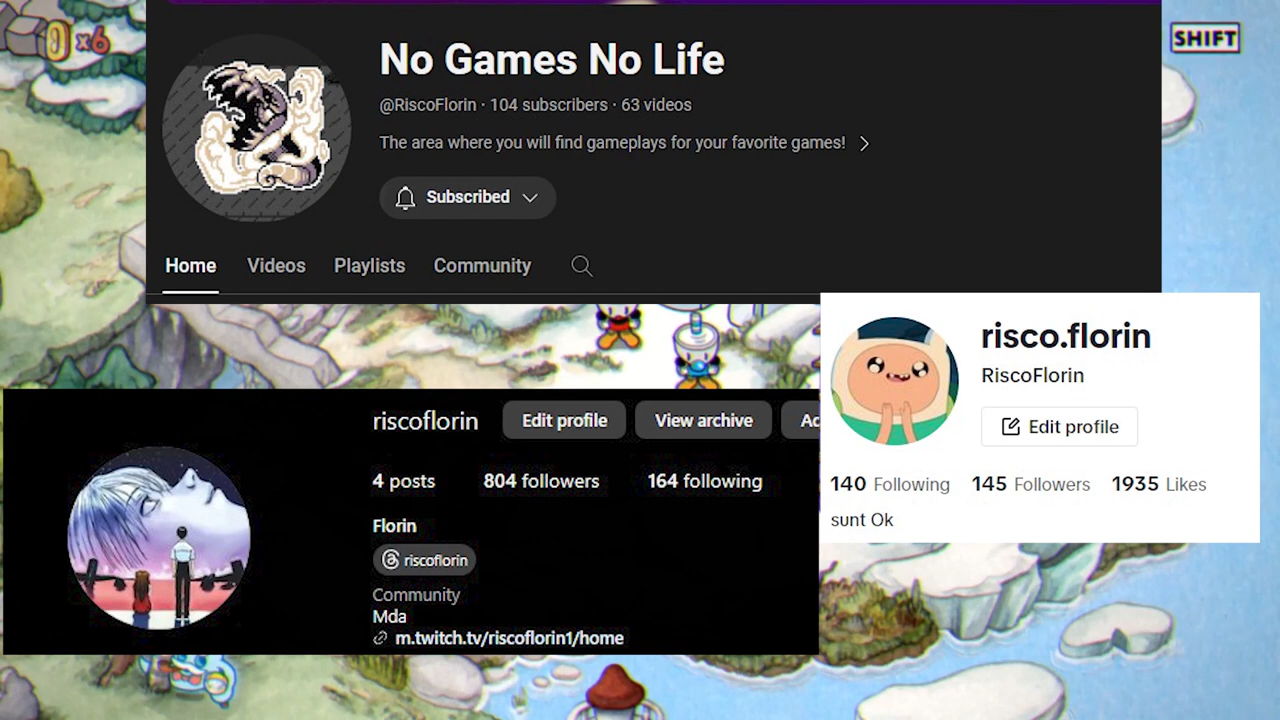 x6
SHIFT
No Games No Life
@RiscoFlorin · 104 subscribers · 63 videos
The area where you will find gameplays for your favorite games!
Subscribed
Home Videos Playlists Community
risco.florin
RiscoFlorin
Edit profile
140 Following 145 Followers 1935 Likes
sunt Ok
riscoflorin Edit profile View archive Ac
4 posts 804 followers 164 following
Florin
riscoflorin
Community
Mda
m.twitch.tv/riscoflorin1/home